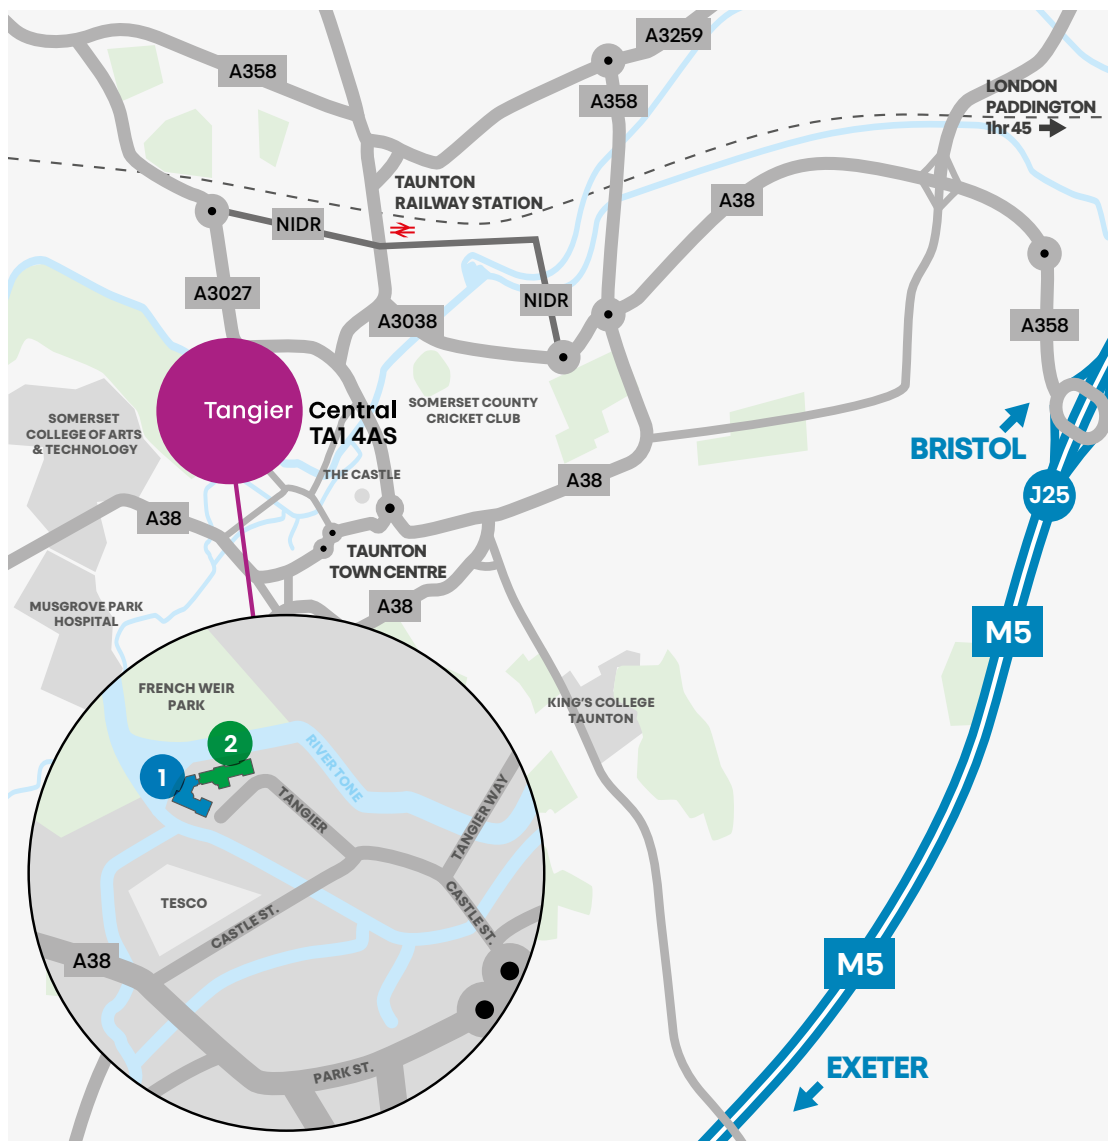 A3259
A358
A358
LONDON
PADDINGTON
1hr 45
TAUNTON
RAILWAY STATION
A38
NIDR
A3027
NIDR
A3038
A358
Tangier Central
TA1 4AS
SOMERSET COUNTY
CRICKET CLUB
SOMERSET
COLLEGE OF ARTS
& TECHNOLOGY
BRISTOL
THE CASTLE
A38
J25
A38
TAUNTON
TOWN CENTRE
A38
MUSGROVE PARK
HOSPITAL
M5
FRENCH WEIR
PARK
KING'S COLLEGE
TAUNTON
2
1
RIVER TONE
TANGIER
TANGIER WAY
TESCO
CASTLE ST.
CASTLE ST.
A38
M5
PARK ST.
EXETER